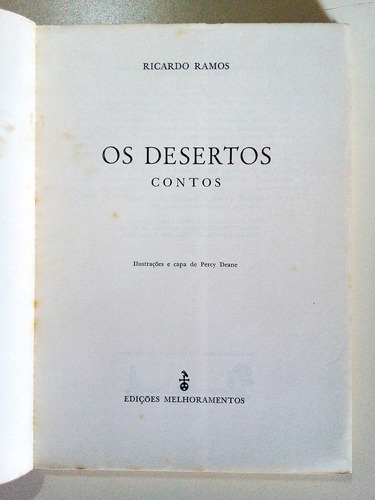 RICARDO RAMOS
OS DESERTOS
CONTOS
Ilustrações e capa de Percy Deane
EDIÇÕES MELHORAMENTOS